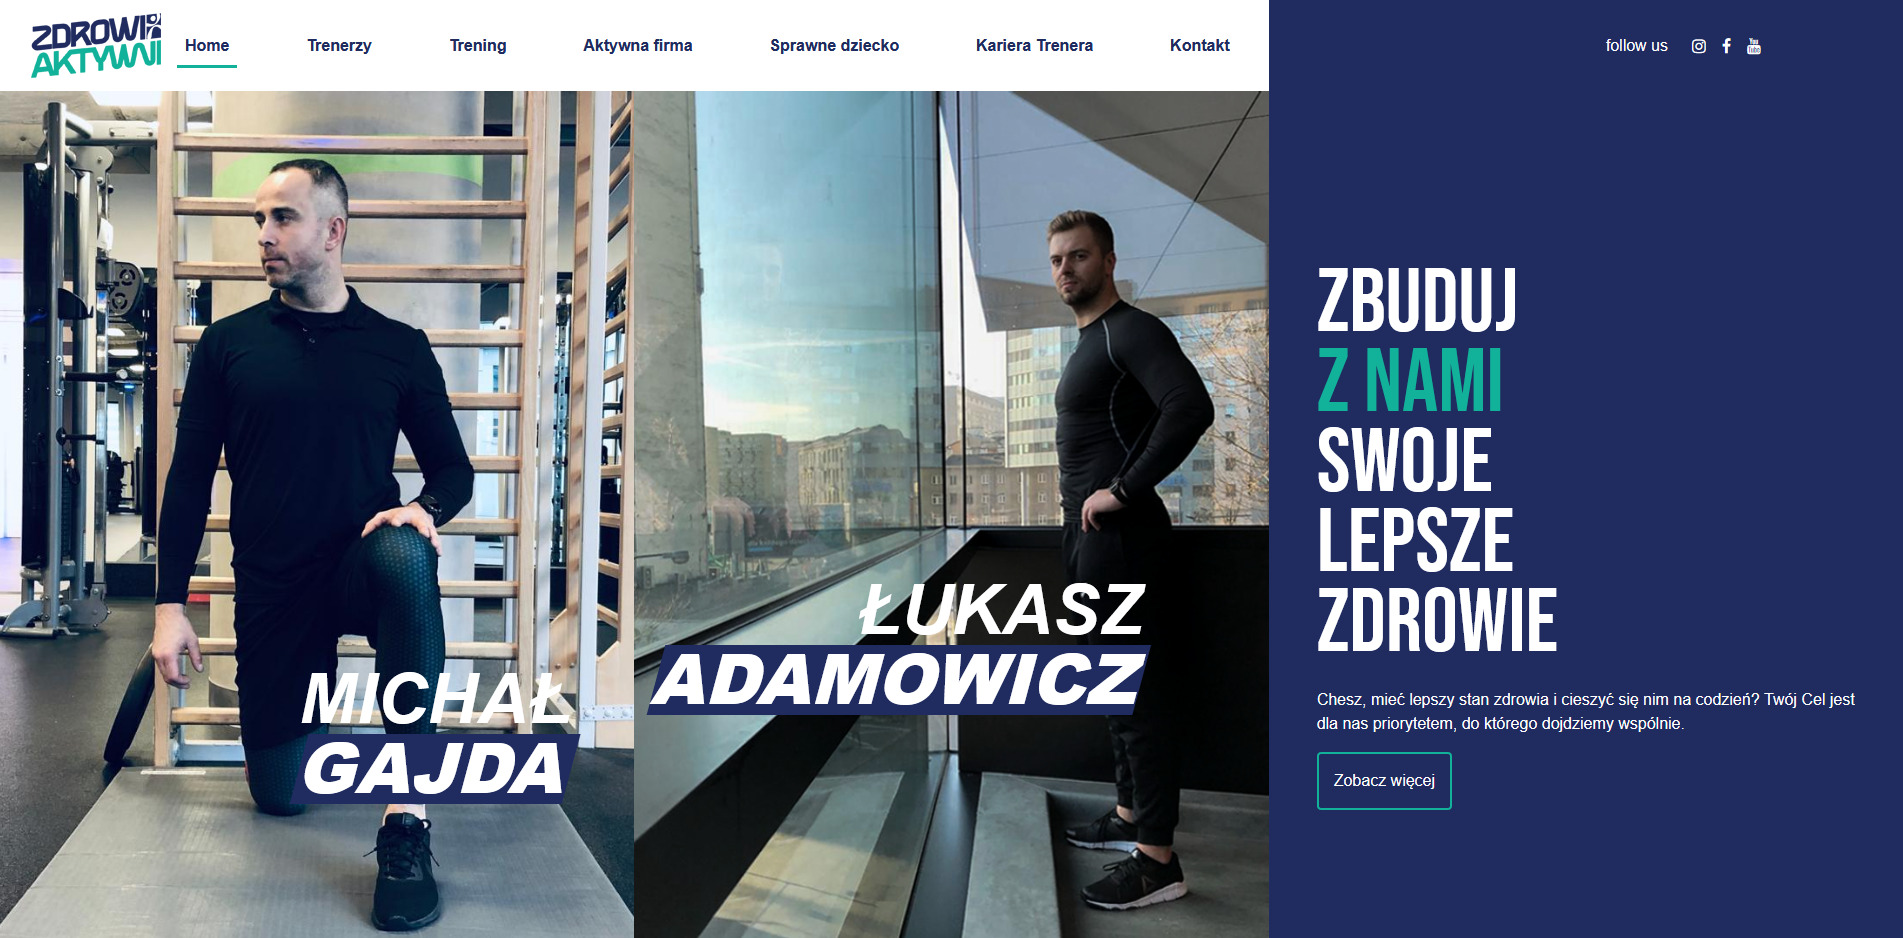 ZDROWI
AKTYWNI
Home
Trenerzy
Trening
Aktywna firma
Sprawne dziecko
Kariera Trenera
Kontakt
follow us
MICHAŁ
GAJDA
ŁUKASZ
ADAMOWICZ
ZBUDUJ
Z NAMI
SWOJE
LEPSZE
ZDROWIE
Chesz, mieć lepszy stan zdrowia i cieszyć się nim na codzień? Twój Cel jest
dla nas priorytetem, do którego dojdziemy wspólnie.
Zobacz więcej